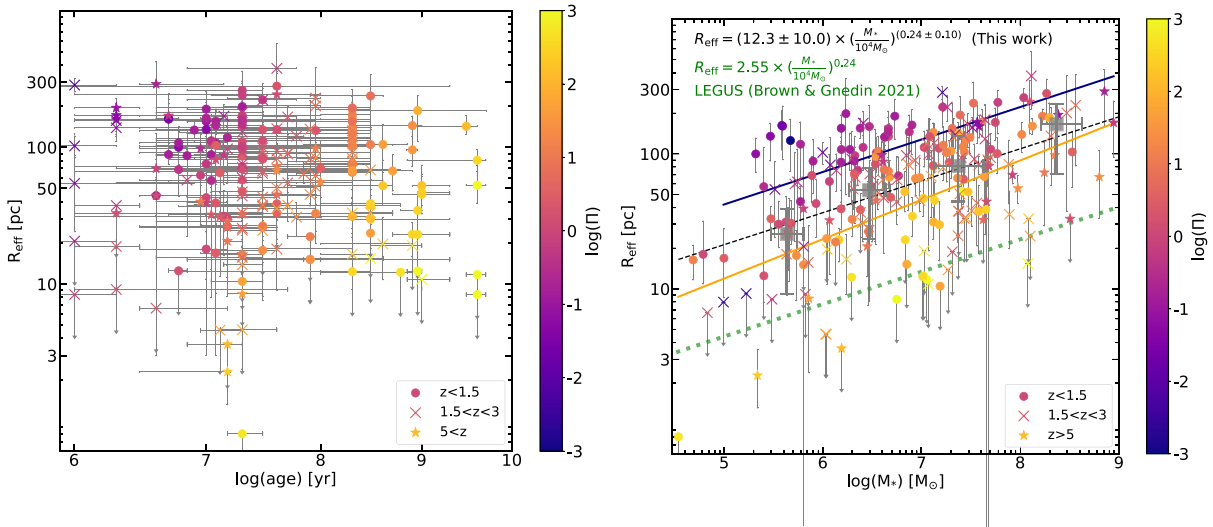 300
100
50
30
10
3
R_eff [pc]
6
7
8
9
10
log(age) [yr]
z<1.5
1.5<z<3
5<z
3
2
1
0
-1
-2
-3
log(Π)
R_eff = (12.3 ± 10.0) × (M_*/10^4M_⊙)^(0.24 ± 0.10) (This work)
R_eff = 2.55 × (M_*/10^4M_⊙)^0.24
LEGUS (Brown & Gnedin 2021)
300
100
50
30
10
3
R_eff [pc]
5
6
7
8
9
log(M_*) [M_⊙]
z<1.5
1.5<z<3
z>5
3
2
1
0
-1
-2
-3
log(Π)